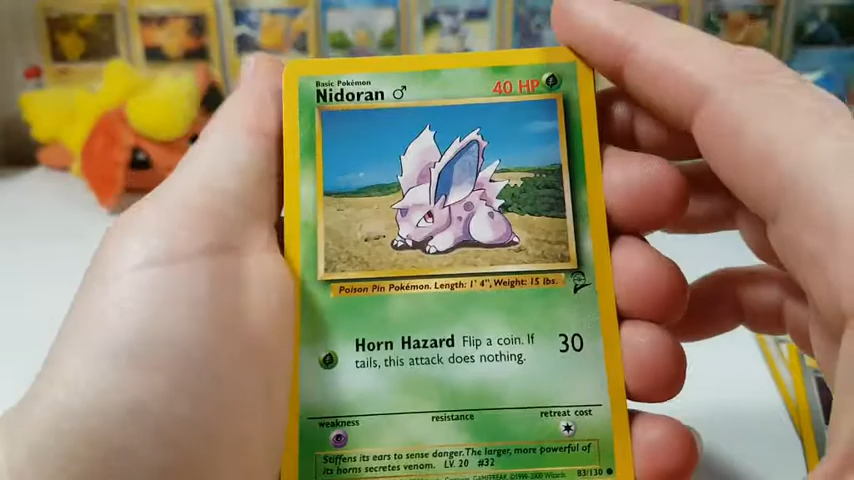 Basic Pokémon
Nidoran ♂ 40 HP
Poison Pin Pokémon. Length: 1' 4", Weight: 15 lbs.
Horn Hazard Flip a coin. If
tails, this attack does nothing.
30
weakness resistance retreat cost
Stiffens its ears to sense danger. The larger, more powerful
its horns secretes venom. LV. 20 #32
83/130